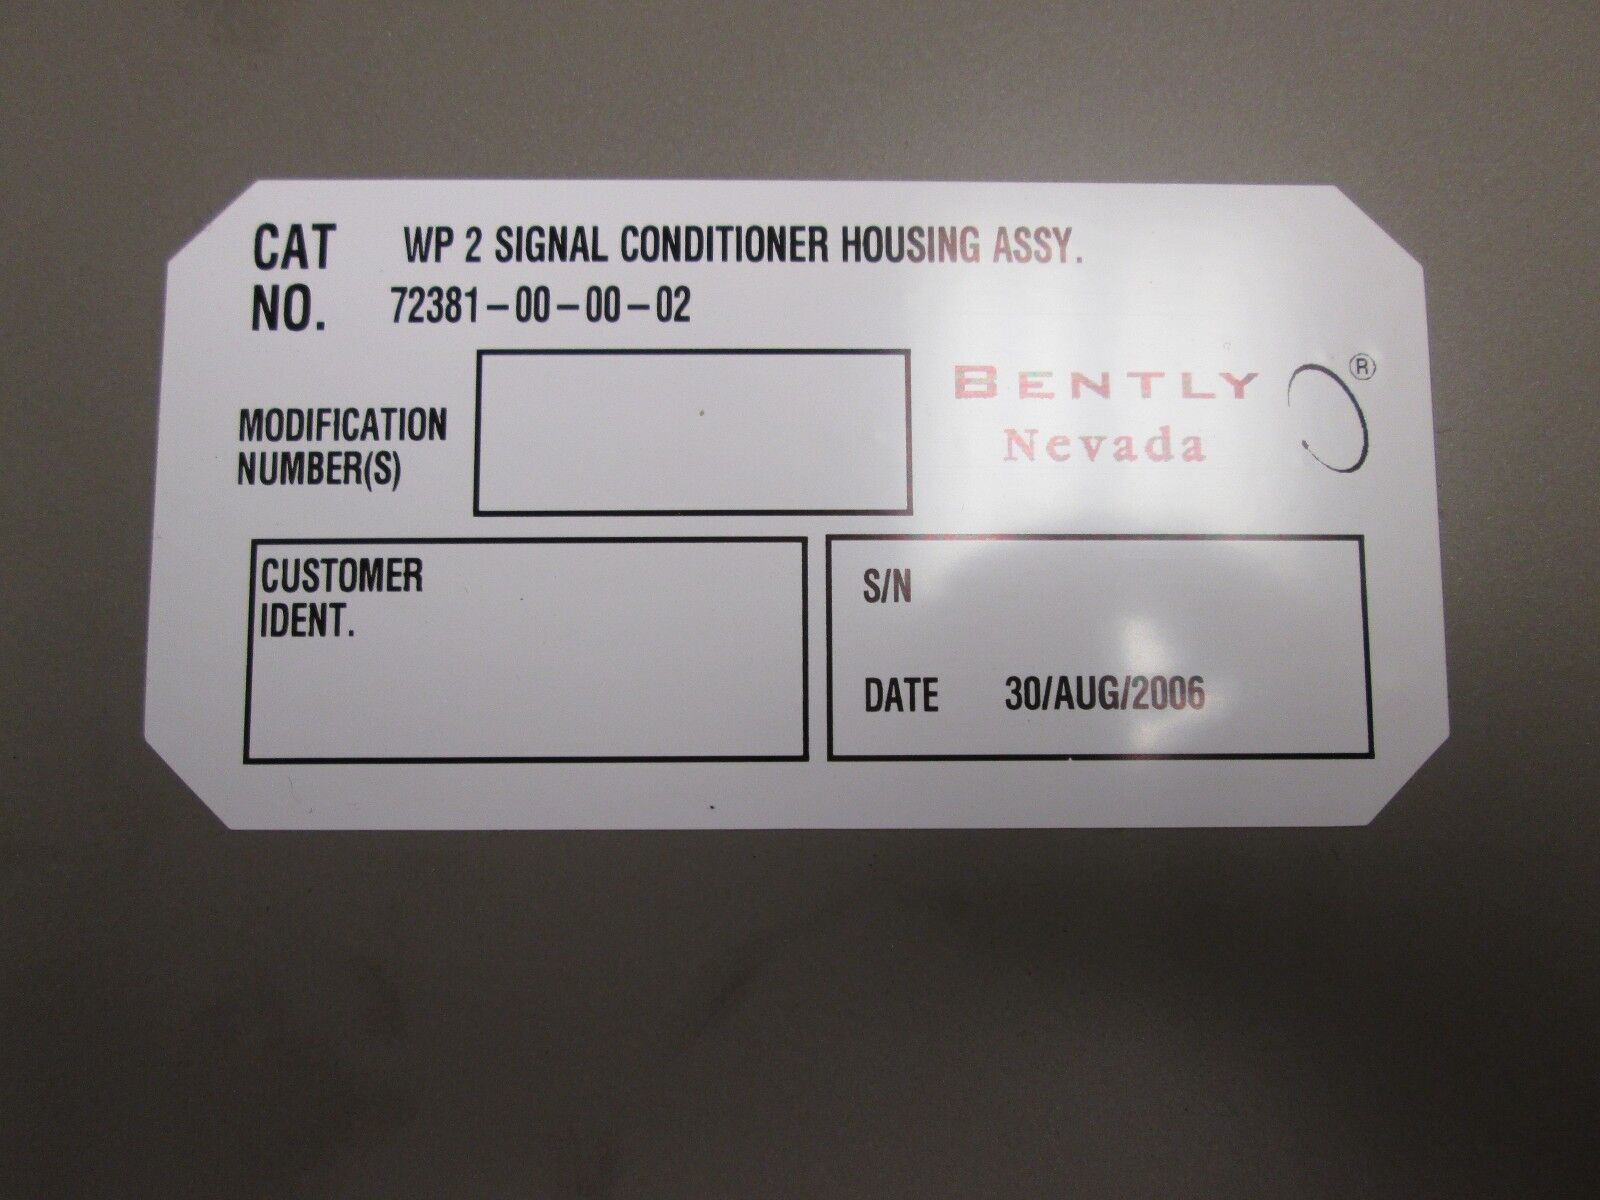 CAT WP 2 SIGNAL CONDITIONER HOUSING ASSY.
NO. 72381-00-00-02
MODIFICATION
NUMBER(S)
BENTLY ®
Nevada
CUSTOMER
IDENT.
S/N
DATE 30/AUG/2006